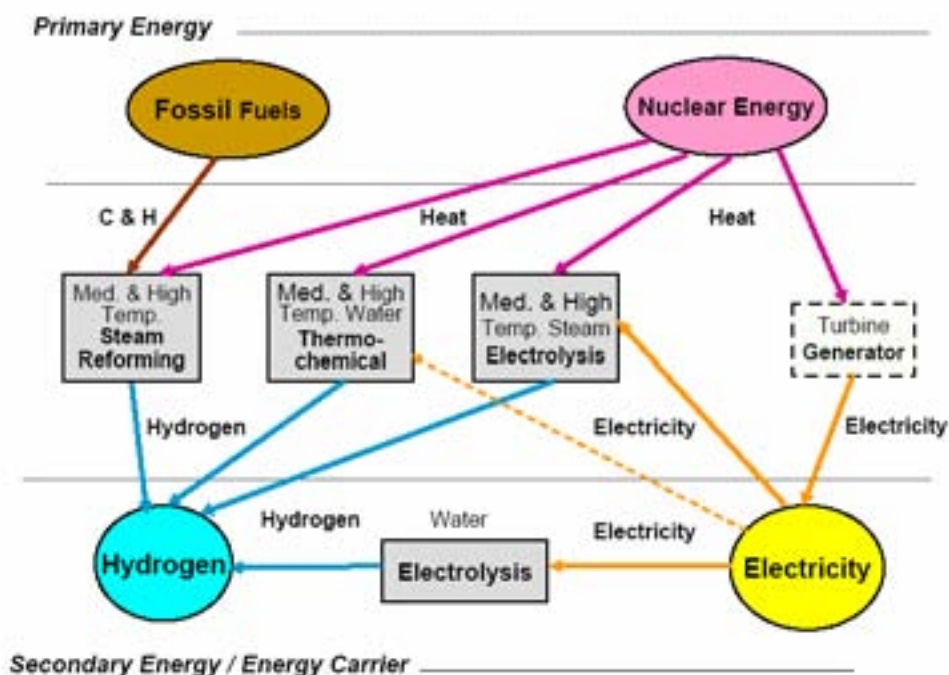 Primary Energy
Fossil Fuels
Nuclear Energy
C & H
Heat
Heat
Med. & High
Temp.
Steam
Reforming
Med. & High
Temp. Water
Thermo-
chemical
Med. & High
Temp. Steam
Electrolysis
Turbine
Generator
Hydrogen
Electricity
Electricity
Hydrogen
Water
Electricity
Hydrogen
Electrolysis
Electricity
Secondary Energy / Energy Carrier